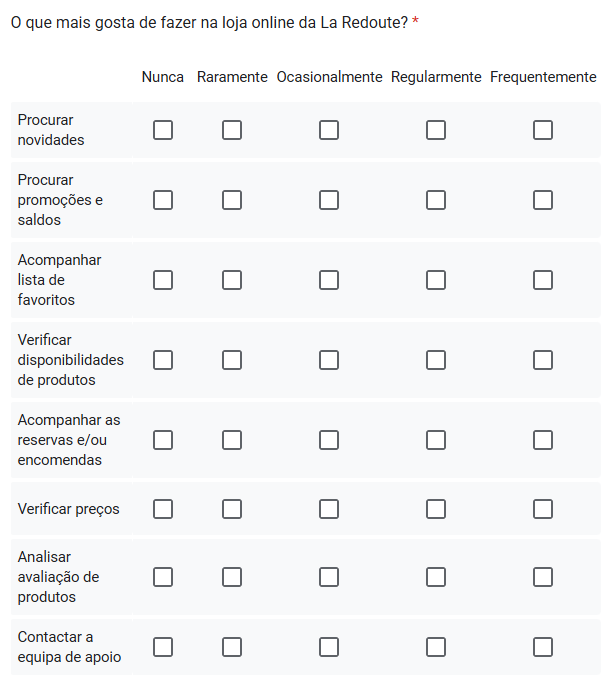 O que mais gosta de fazer na loja online da La Redoute? *
Nunca Raramente Ocasionalmente Regularmente Frequentemente
Procurar
novidades
Procurar
promoções e
saldos
Acompanhar
lista de
favoritos
Verificar
disponibilidades
de produtos
Acompanhar as
reservas e/ou
encomendas
Verificar preços
Analisar
avaliação de
produtos
Contactar a
equipa de apoio